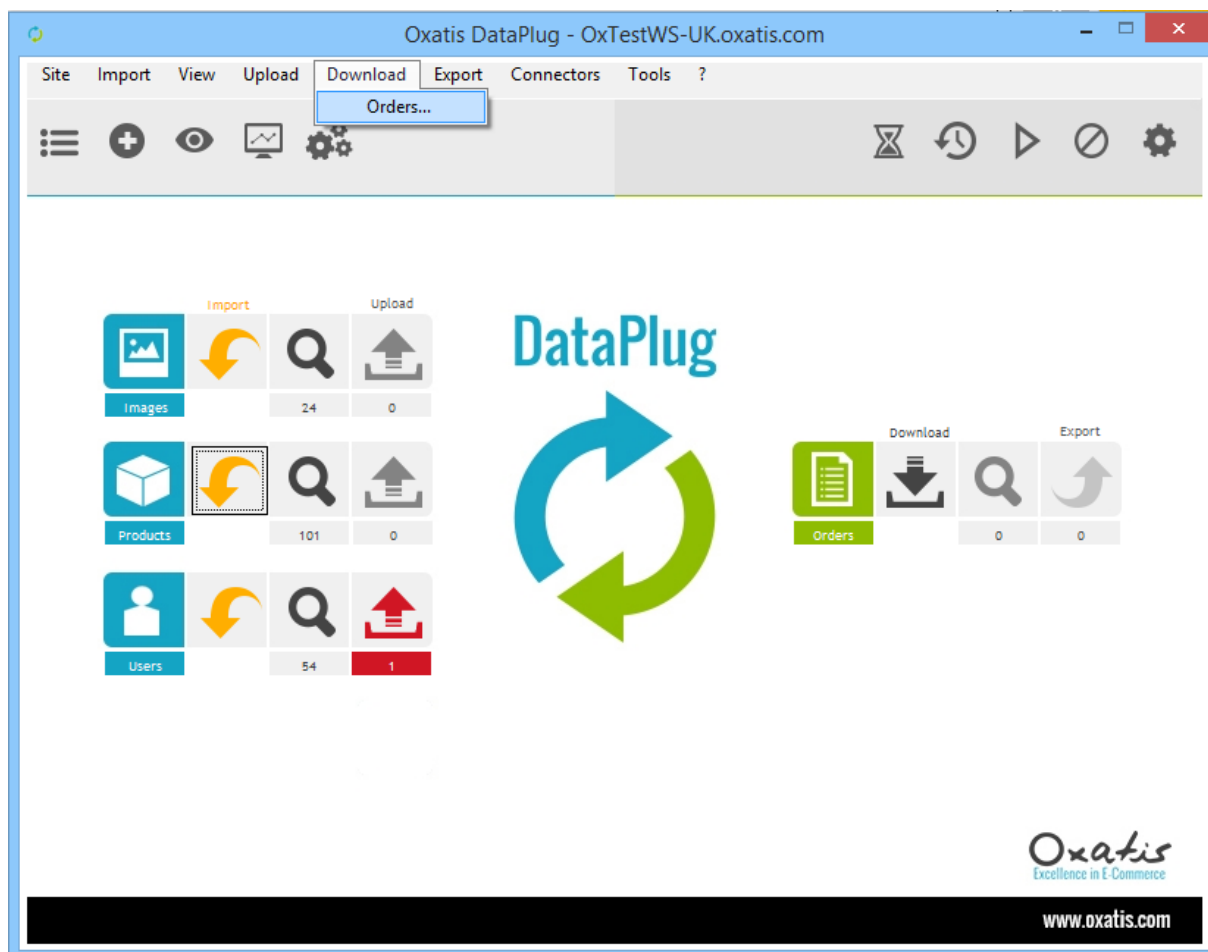 Oxatis DataPlug - OxTestWS-UK.oxatis.com
Site Import View Upload Download Export Connectors Tools ?
Orders...
Import Upload
Images 24 0
DataPlug
Download Export
Products 101 0
Orders 0 0
Users 54 1
Oxatis
Excellence in E-Commerce
www.oxatis.com